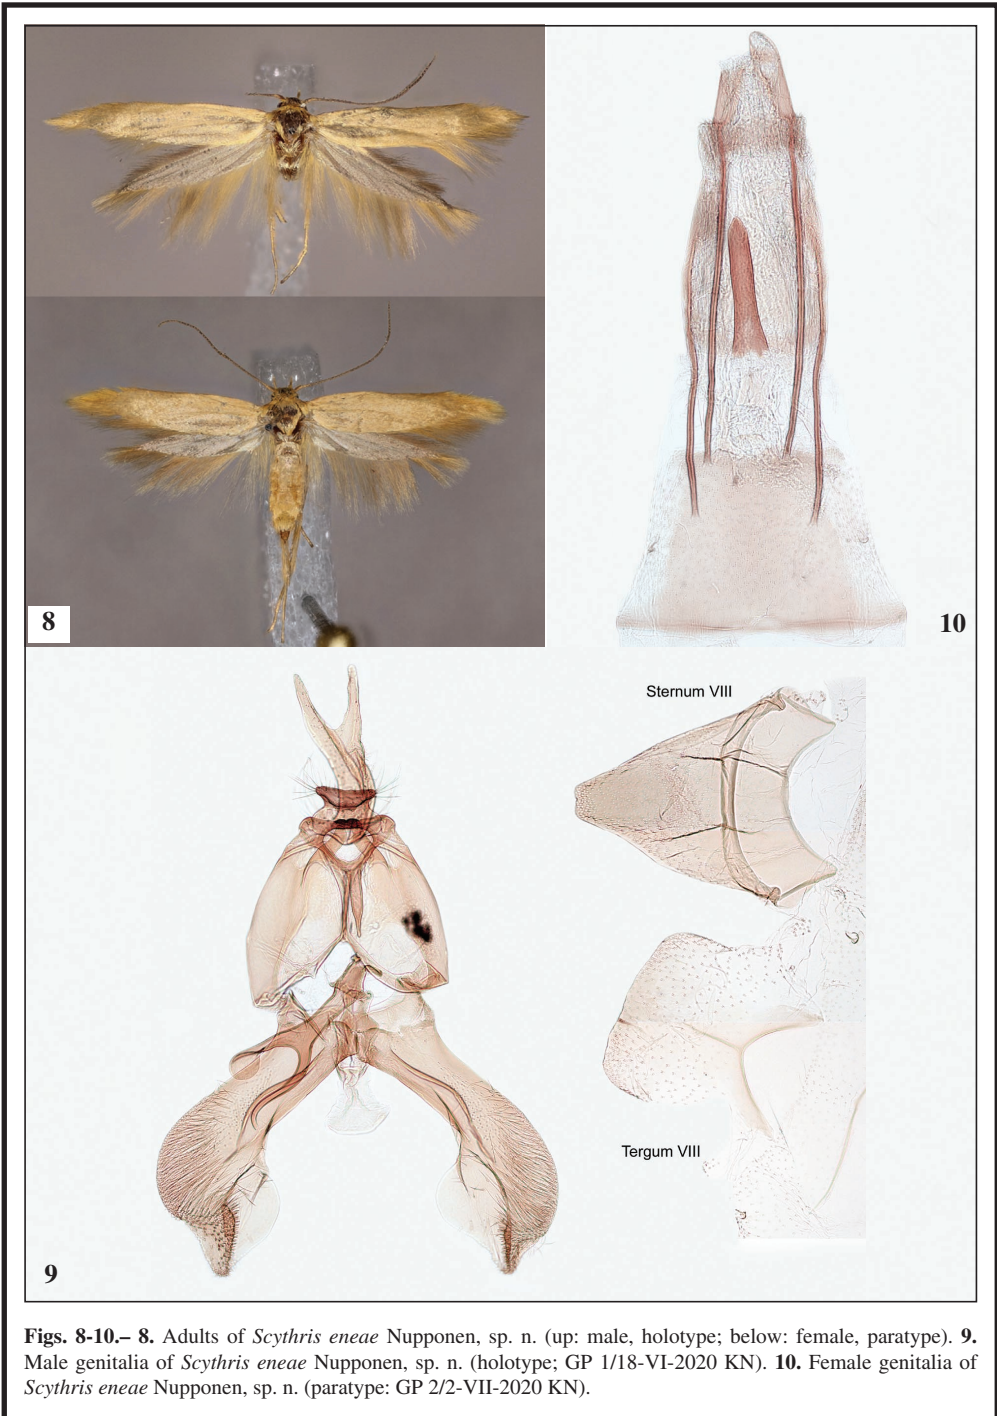 8
10
Sternum VIII
Tergum VIII
9
Figs. 8-10.– 8. Adults of Scythris eneae Nupponen, sp. n. (up: male, holotype; below: female, paratype). 9.
Male genitalia of Scythris eneae Nupponen, sp. n. (holotype; GP 1/18-VI-2020 KN). 10. Female genitalia of
Scythris eneae Nupponen, sp. n. (paratype: GP 2/2-VII-2020 KN).